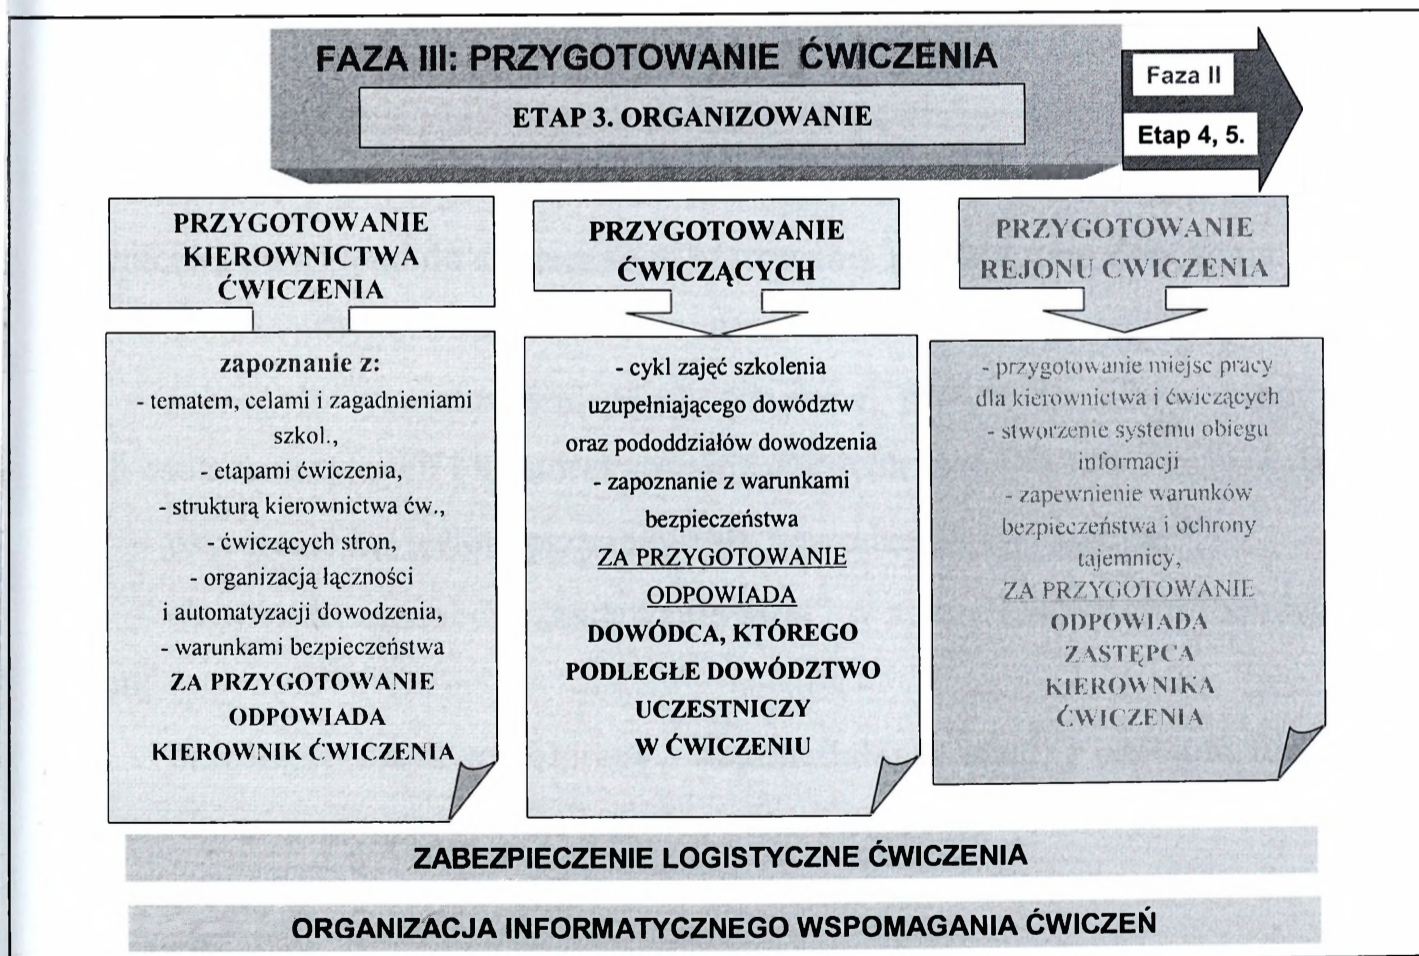 FAZA III: PRZYGOTOWANIE ĆWICZENIA
ETAP 3. ORGANIZOWANIE
Faza II
Etap 4, 5.
PRZYGOTOWANIE
KIEROWNICTWA
ĆWICZENIA
zapoznanie z:
- tematem, celami i zagadnieniami
szkol.,
- etapami ćwiczenia,
- strukturą kierownictwa ćw.,
- ćwiczących stron,
- organizacją łączności
i automatyzacji dowodzenia,
- warunkami bezpieczeństwa
ZA PRZYGOTOWANIE
ODPOWIADA
KIEROWNIK ĆWICZENIA
PRZYGOTOWANIE
ĆWICZĄCYCH
- cykl zajęć szkolenia
uzupełniającego dowództw
oraz pododdziałów dowodzenia
- zapoznanie z warunkami
bezpieczeństwa
ZA PRZYGOTOWANIE
ODPOWIADA
DOWÓDCA, KTÓREGO
PODLEGŁE DOWÓDZTWO
UCZESTNICZY
W ĆWICZENIU
PRZYGOTOWANIE
REJONU CWICZENIA
- przygotowanie miejsc pracy
dla kierownictwa i ćwiczących
- stworzenie systemu obiegu
informacji
- zapewnienie warunków
bezpieczeństwa i ochrony
tajemnicy,
ZA PRZYGOTOWANIE
ODPOWIADA
ZASTĘPCA
KIEROWNIKA
ĆWICZENIA
ZABEZPIECZENIE LOGISTYCZNE ĆWICZENIA
ORGANIZACJA INFORMATYCZNEGO WSPOMAGANIA ĆWICZEŃ